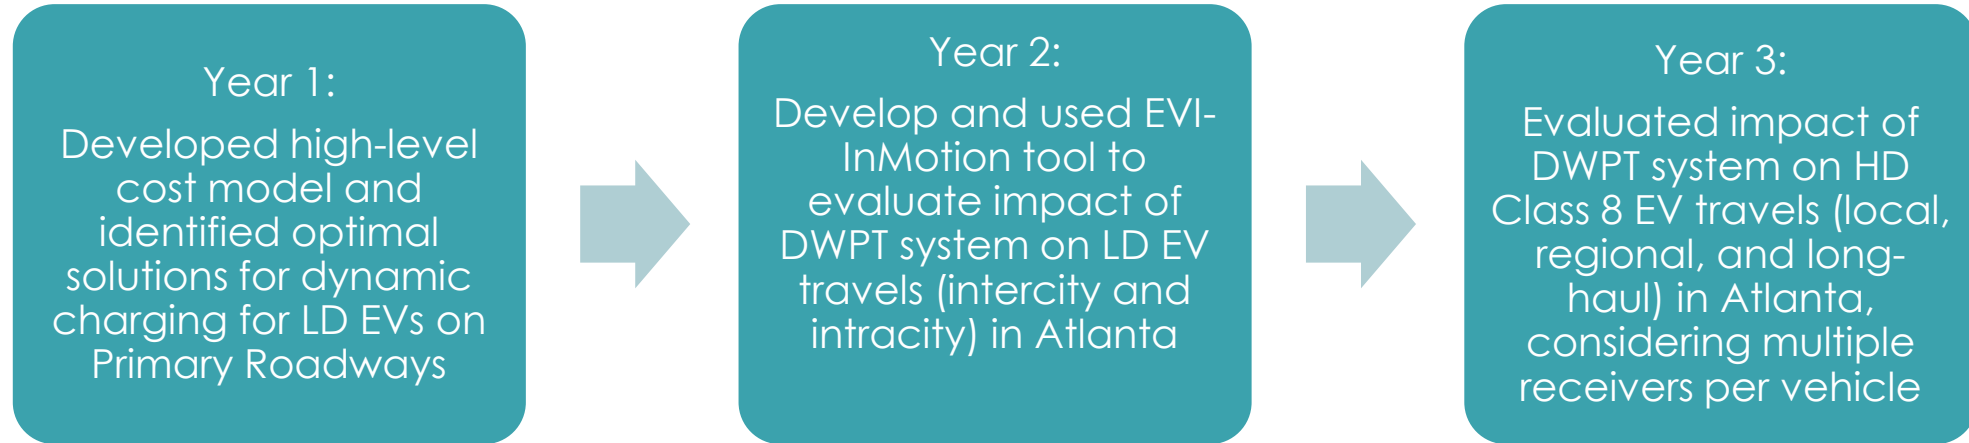 Year 1:
Developed high-level
cost model and
identified optimal
solutions for dynamic
charging for LD EVs on
Primary Roadways
Year 2:
Develop and used EVI-
InMotion tool to
evaluate impact of
DWPT system on LD EV
travels (intercity and
intracity) in Atlanta
Year 3:
Evaluated impact of
DWPT system on HD
Class 8 EV travels (local,
regional, and long-
haul) in Atlanta,
considering multiple
receivers per vehicle